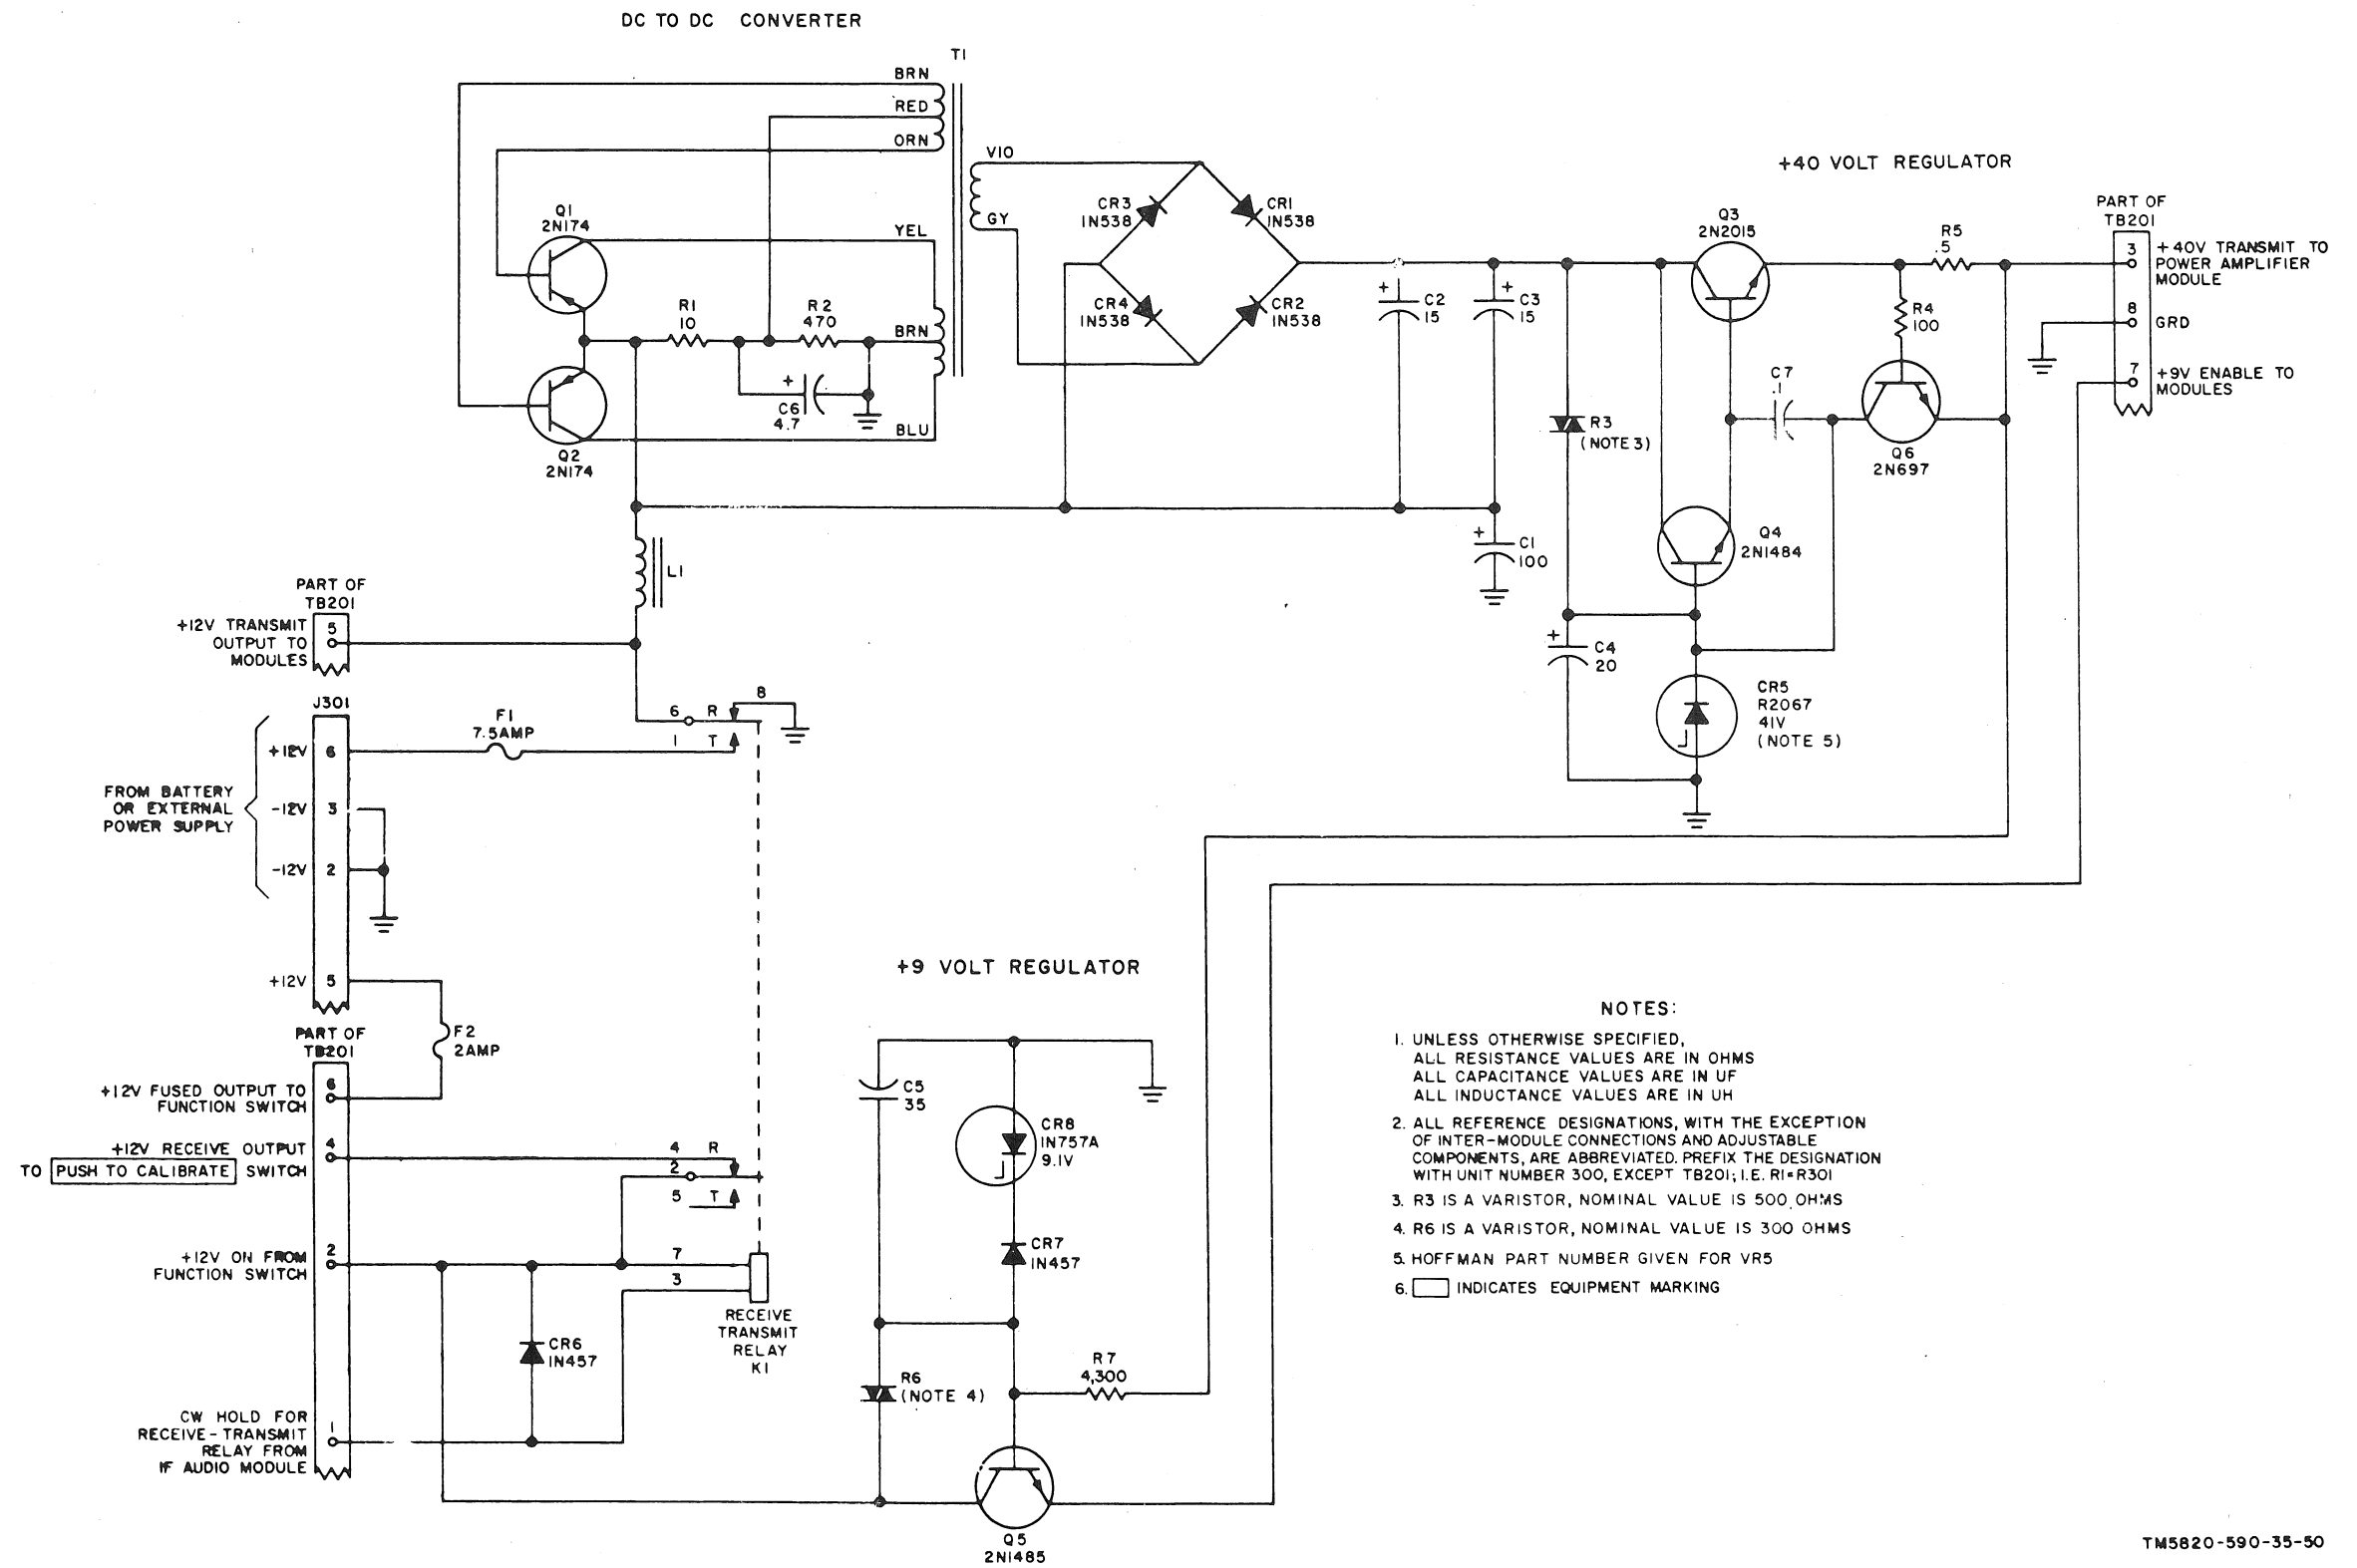 DC TO DC CONVERTER
T1
BRN
RED
ORN
VIO
GY
YEL
BRN
BLU
Q1
2N174
R1
10
R2
470
+
C6
4.7
Q2
2N174
CR3
1N538
CR1
1N538
CR4
1N538
CR2
1N538
+40 VOLT REGULATOR
PART OF
TB201
Q3
2N2015
R5
.5
3
+40V TRANSMIT TO
POWER AMPLIFIER
MODULE
8
GRD
7
+9V ENABLE TO
MODULES
+
C2
15
+
C3
15
R4
100
C7
.1
R3
(NOTE 3)
Q6
2N697
Q4
2N1484
+
C1
100
+
C4
20
CR5
R2067
41V
(NOTE 5)
L1
PART OF
TB201
+12V TRANSMIT
OUTPUT TO
MODULES
5
J301
F1
7.5AMP
6 R
8
1 T
+12V 6
FROM BATTERY
OR EXTERNAL
POWER SUPPLY
-12V 3
-12V 2
+12V 5
F2
2AMP
PART OF
TB201
+12V FUSED OUTPUT TO
FUNCTION SWITCH
6
+12V RECEIVE OUTPUT
TO PUSH TO CALIBRATE SWITCH
4
4 R
2
5 T
+12V ON FROM
FUNCTION SWITCH
2
7
3
RECEIVE
TRANSMIT
RELAY
K1
CR6
1N457
CW HOLD FOR
RECEIVE-TRANSMIT
RELAY FROM
IF AUDIO MODULE
1
+9 VOLT REGULATOR
C5
35
CR8
1N757A
9.1V
CR7
1N457
R6
(NOTE 4)
R7
4,300
Q5
2N1485
NOTES:
1. UNLESS OTHERWISE SPECIFIED,
ALL RESISTANCE VALUES ARE IN OHMS
ALL CAPACITANCE VALUES ARE IN UF
ALL INDUCTANCE VALUES ARE IN UH
2. ALL REFERENCE DESIGNATIONS, WITH THE EXCEPTION
OF INTER-MODULE CONNECTIONS AND ADJUSTABLE
COMPONENTS, ARE ABBREVIATED. PREFIX THE DESIGNATION
WITH UNIT NUMBER 300, EXCEPT TB201; I.E. R1=R301
3. R3 IS A VARISTOR, NOMINAL VALUE IS 500 OHMS
4. R6 IS A VARISTOR, NOMINAL VALUE IS 300 OHMS
5. HOFFMAN PART NUMBER GIVEN FOR VR5
6. INDICATES EQUIPMENT MARKING
TM5820-590-35-50